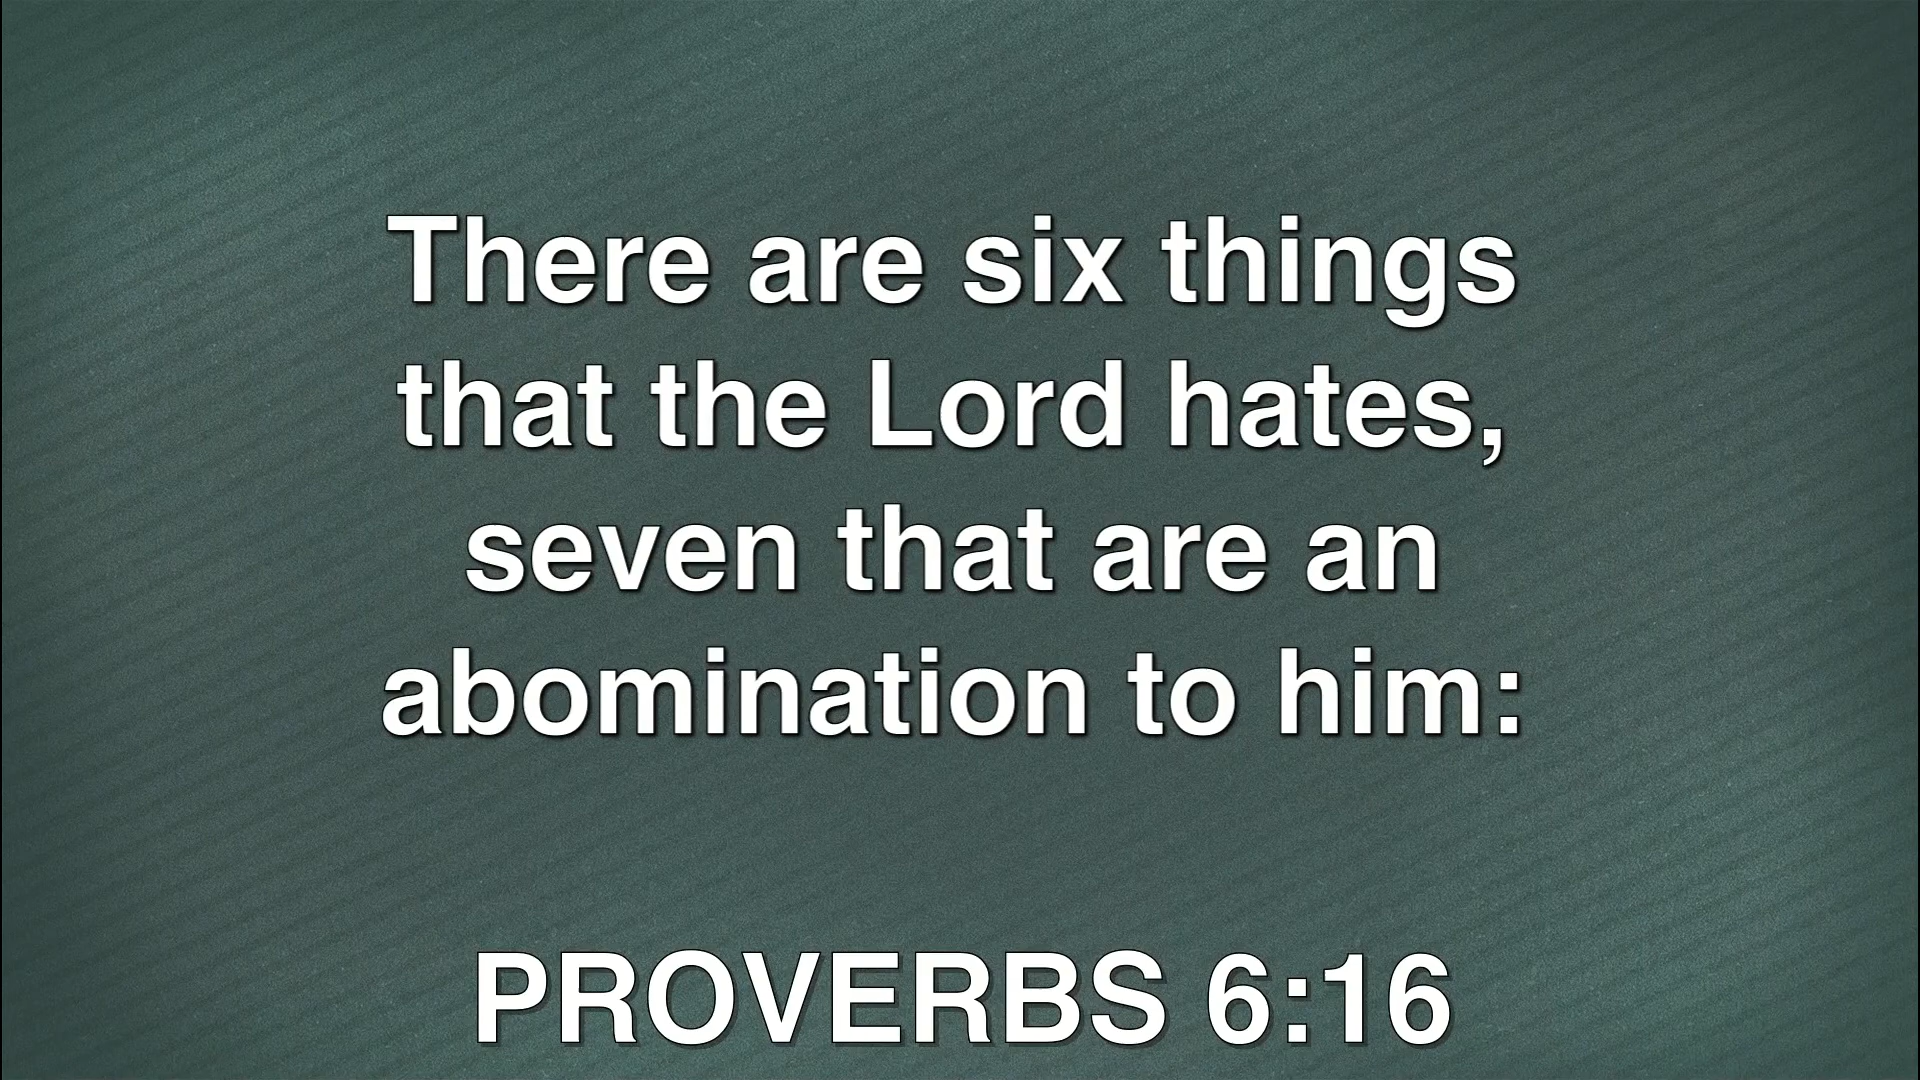 There are six things
that the Lord hates,
seven that are an
abomination to him:
PROVERBS 6:16